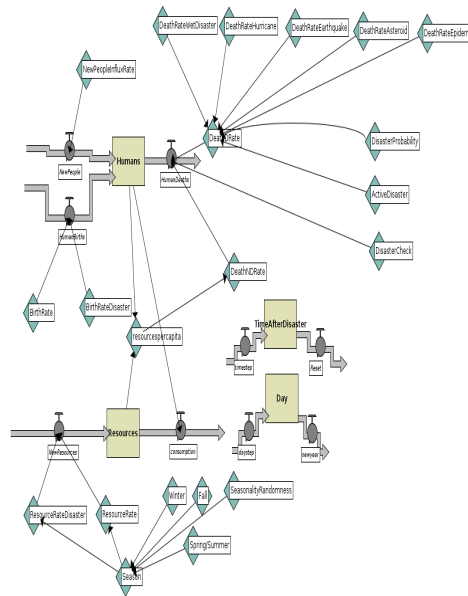 DeathRateWetDisaster
DeathRateHurricane
DeathRateEarthquake
DeathRateAsteroid
DeathRateEpidem
NewPeopleInfluxRate
DisasterProbability
Humans
NewPeople
HumanDeaths
ActiveDisaster
HumanBirths
DisasterCheck
DeathNDRate
BirthRate
BirthRateDisaster
TimeAfterDisaster
resourcespercapita
timestep
Reset
Day
Resources
NewResources
consumption
daystep
newyear
Winter
Fall
SeasonalityRandomness
ResourceRateDisaster
ResourceRate
Spring/Summer
Season